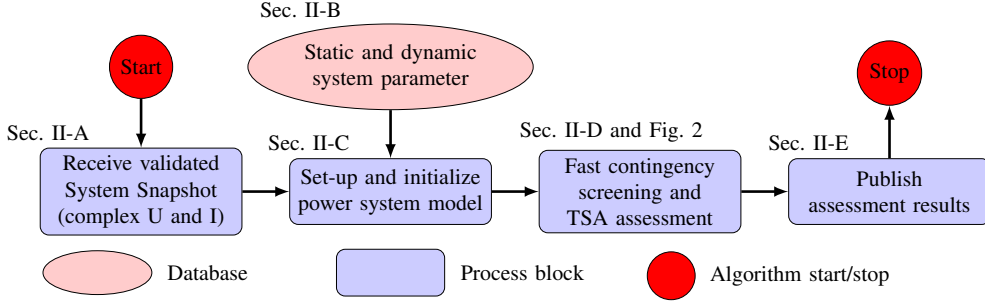 Sec. II-B
Start
Static and dynamic
system parameter
Stop
Sec. II-A
Receive validated
System Snapshot
(complex U and I)
Sec. II-C
Set-up and initialize
power system model
Sec. II-D and Fig. 2
Fast contingency
screening and
TSA assessment
Sec. II-E
Publish
assessment results
Database
Process block
Algorithm start/stop